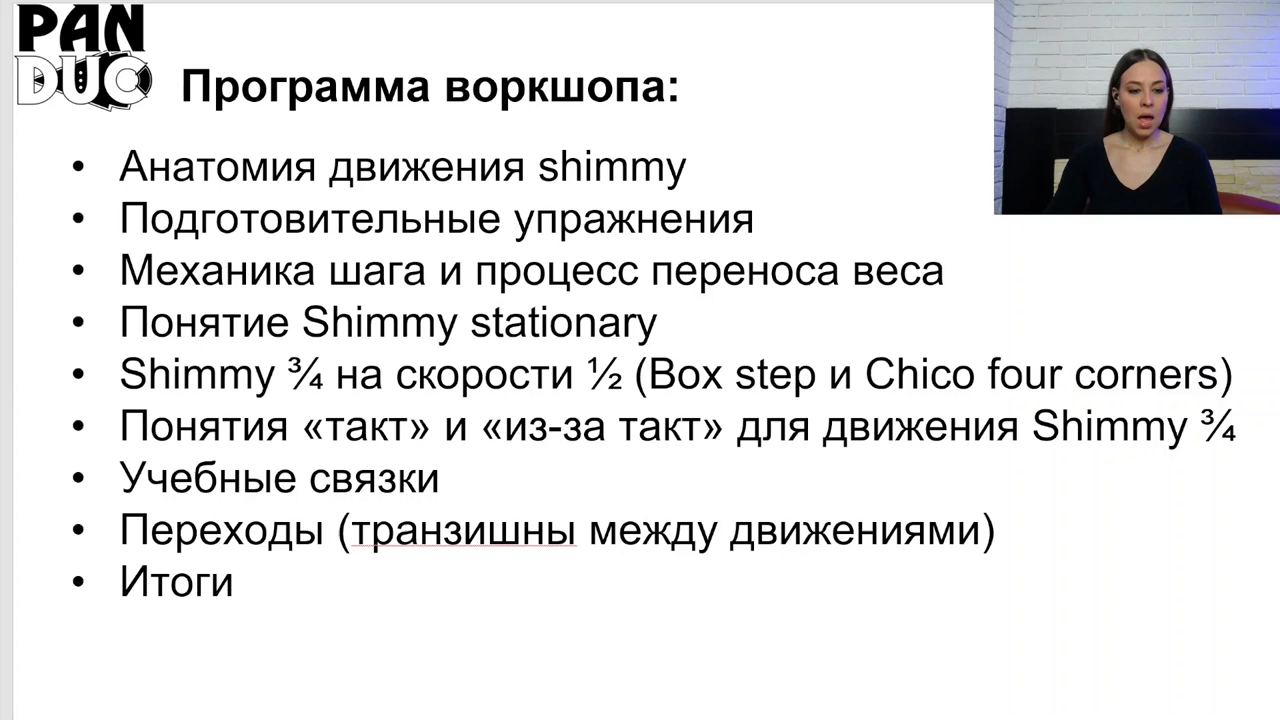 PAN
DUC
Программа воркшопа:
• Анатомия движения shimmy
• Подготовительные упражнения
• Механика шага и процесс переноса веса
• Понятие Shimmy stationary
• Shimmy ¾ на скорости ½ (Box step и Chico four corners)
• Понятия «такт» и «из-за такт» для движения Shimmy ¾
• Учебные связки
• Переходы (транзишны между движениями)
• Итоги